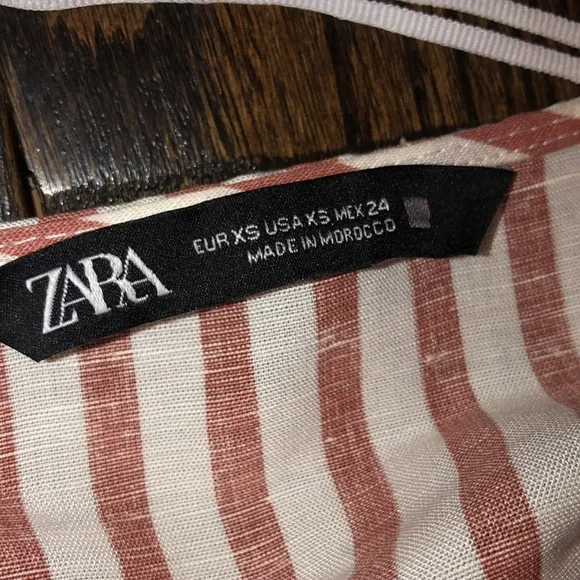 ZARA
EUR XS USA XS MEX 24
MADE IN MOROCCO